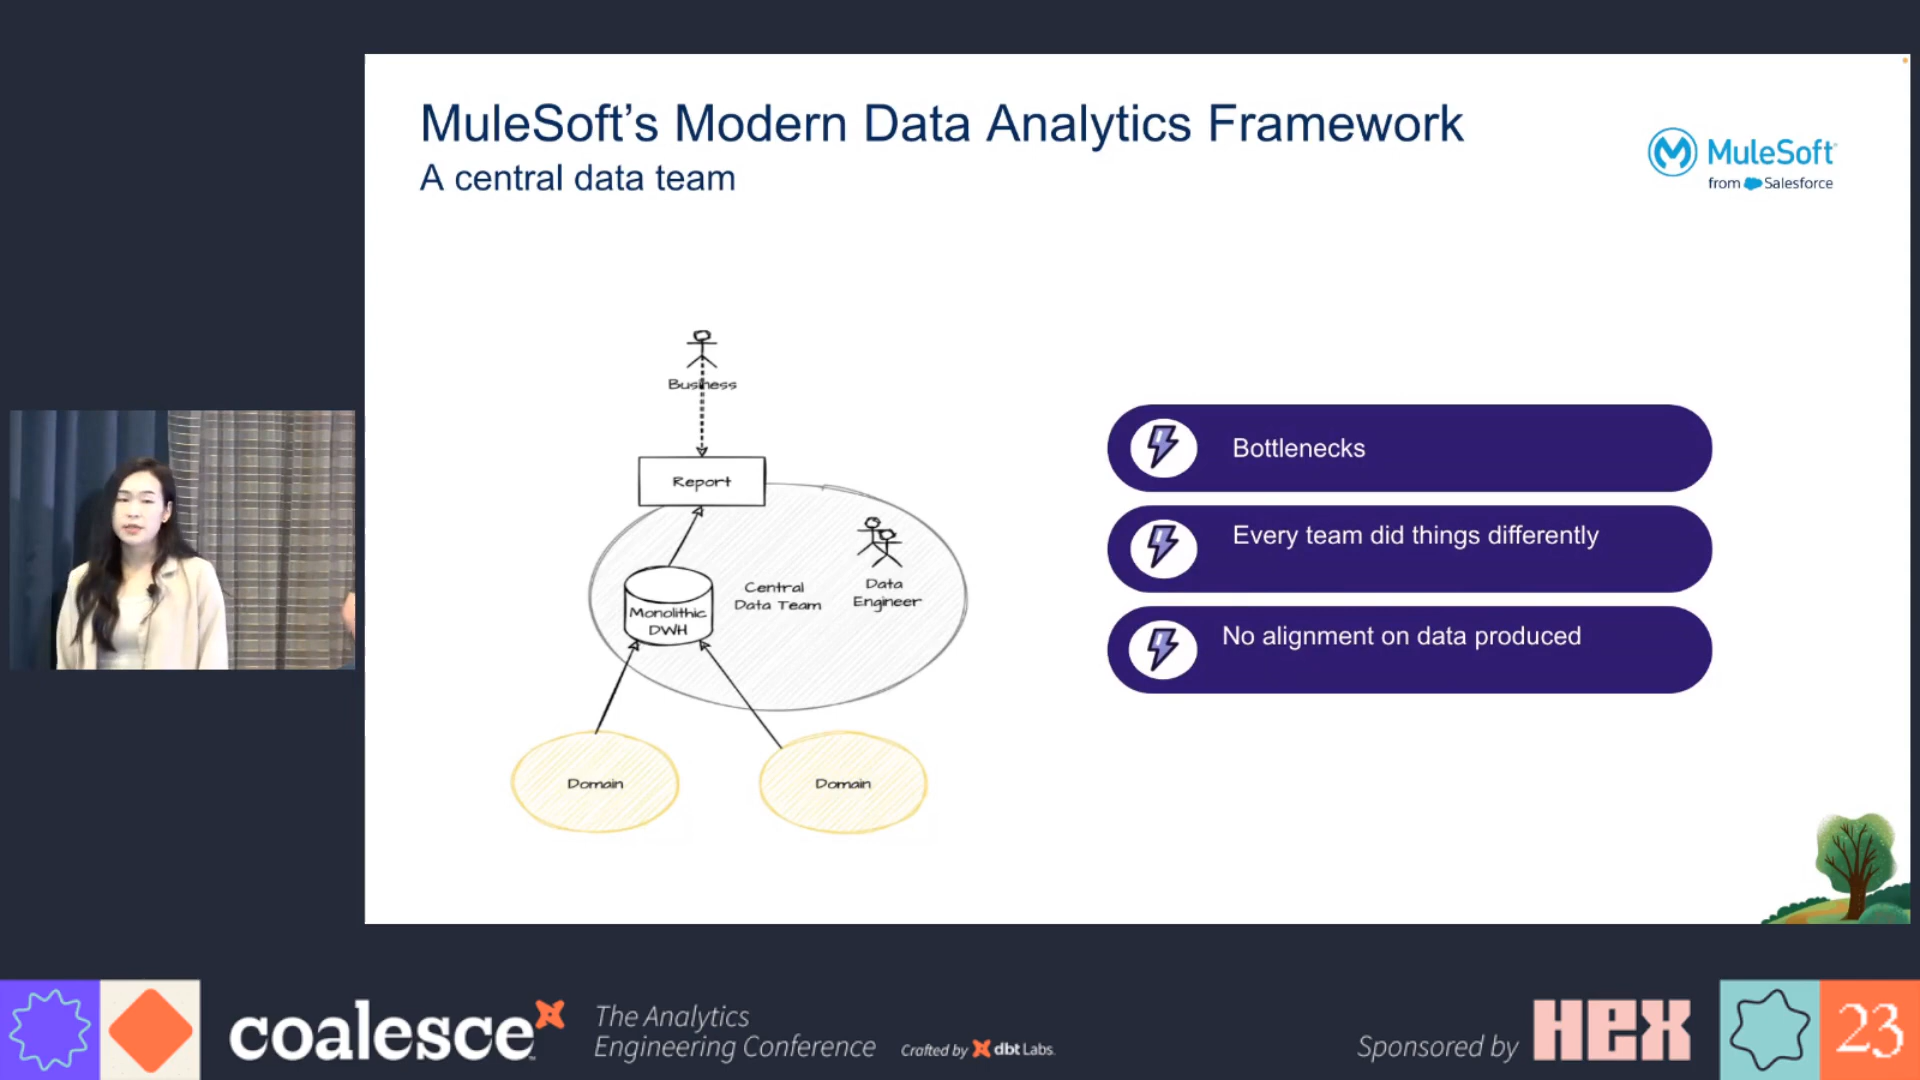 MuleSoft's Modern Data Analytics Framework
A central data team
MuleSoft
from Salesforce
Business
Report
Central
Data Team
Data
Engineer
Monolithic
DWH
Domain
Domain
Bottlenecks
Every team did things differently
No alignment on data produced
coalesce
The Analytics
Engineering Conference
Crafted by dbt Labs.
Sponsored by HEX
23